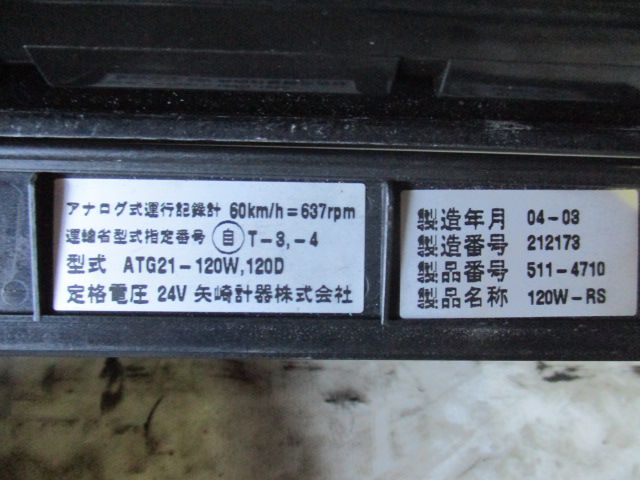 アナログ式運行記録計 60km/h=637rpm
運輸省型式指定番号 自 T-3,-4
型式 ATG21-120W,120D
定格電圧 24V 矢崎計器株式会社
製造年月 04-03
製造番号 212173
製品番号 511-4710
製品名称 120W-RS